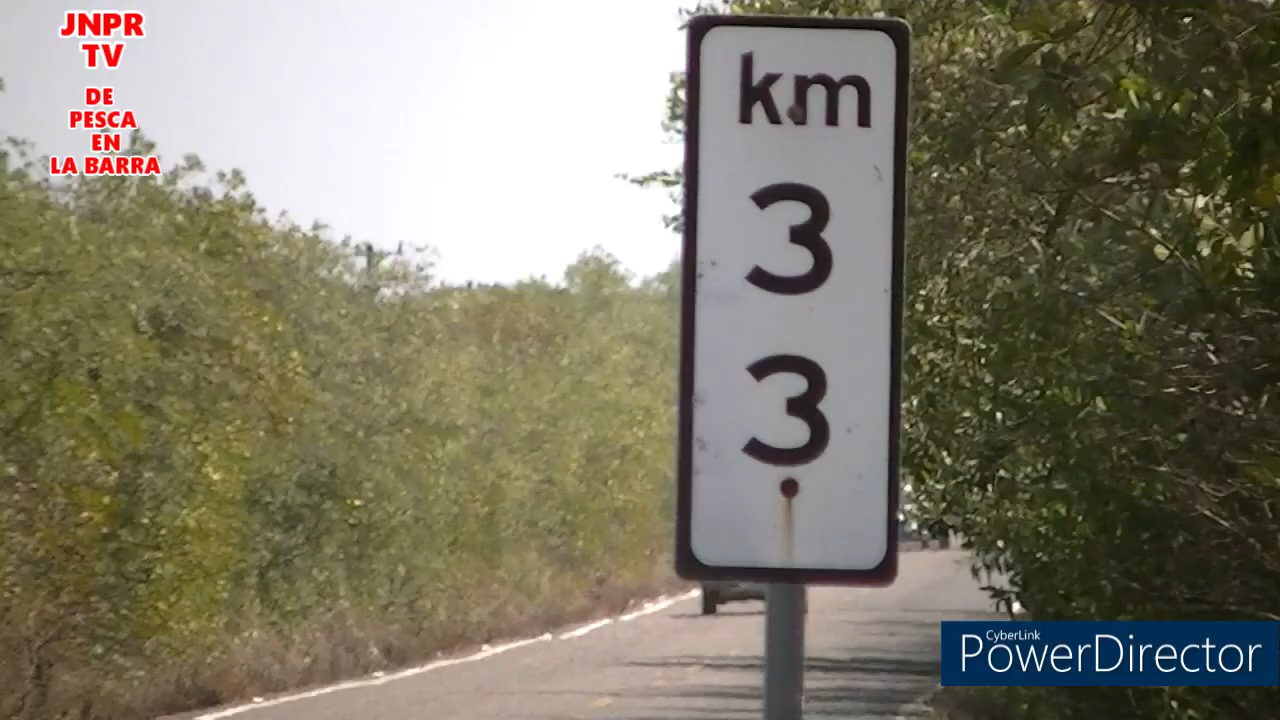 JNPR
TV
DE
PESCA
EN
LA BARRA
km
3
3
CyberLink
PowerDirector